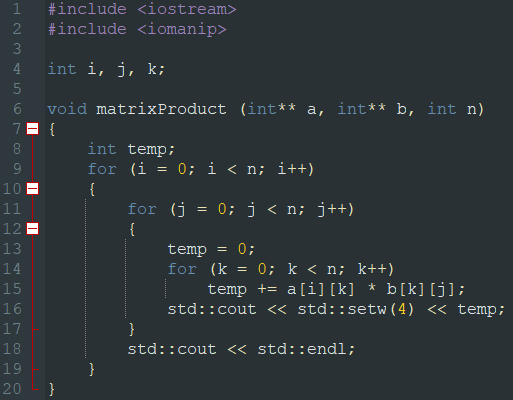 1 #include <iostream>
2 #include <iomanip>
3
4 int i, j, k;
5
6 void matrixProduct (int** a, int** b, int n)
7 {
8     int temp;
9     for (i = 0; i < n; i++)
10     {
11         for (j = 0; j < n; j++)
12         {
13             temp = 0;
14             for (k = 0; k < n; k++)
15                 temp += a[i][k] * b[k][j];
16             std::cout << std::setw(4) << temp;
17         }
18         std::cout << std::endl;
19     }
20 }